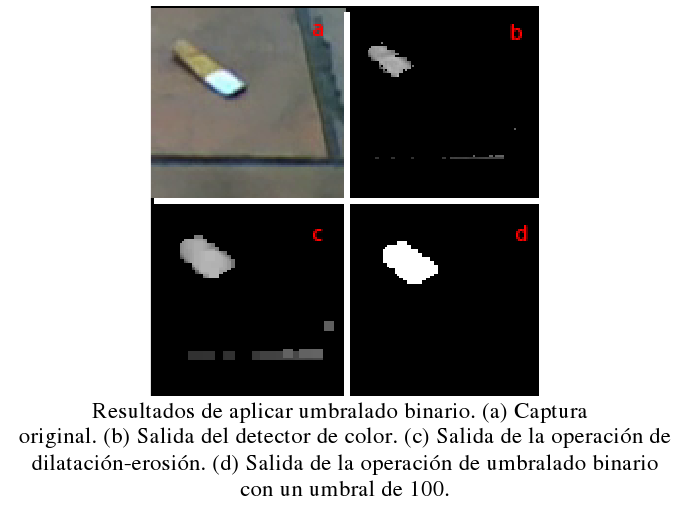 a
b
c
d
Resultados de aplicar umbralado binario. (a) Captura
original. (b) Salida del detector de color. (c) Salida de la operación de
dilatación-erosión. (d) Salida de la operación de umbralado binario
con un umbral de 100.